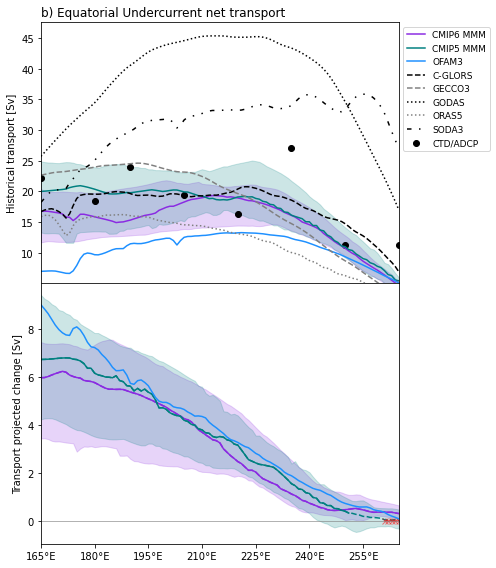 b) Equatorial Undercurrent net transport
Historical transport [Sv]
45
40
35
30
25
20
15
10
CMIP6 MMM
CMIP5 MMM
OFAM3
C-GLORS
GECCO3
GODAS
ORAS5
SODA3
CTD/ADCP
Transport projected change [Sv]
8
6
4
2
0
165°E 180°E 195°E 210°E 225°E 240°E 255°E